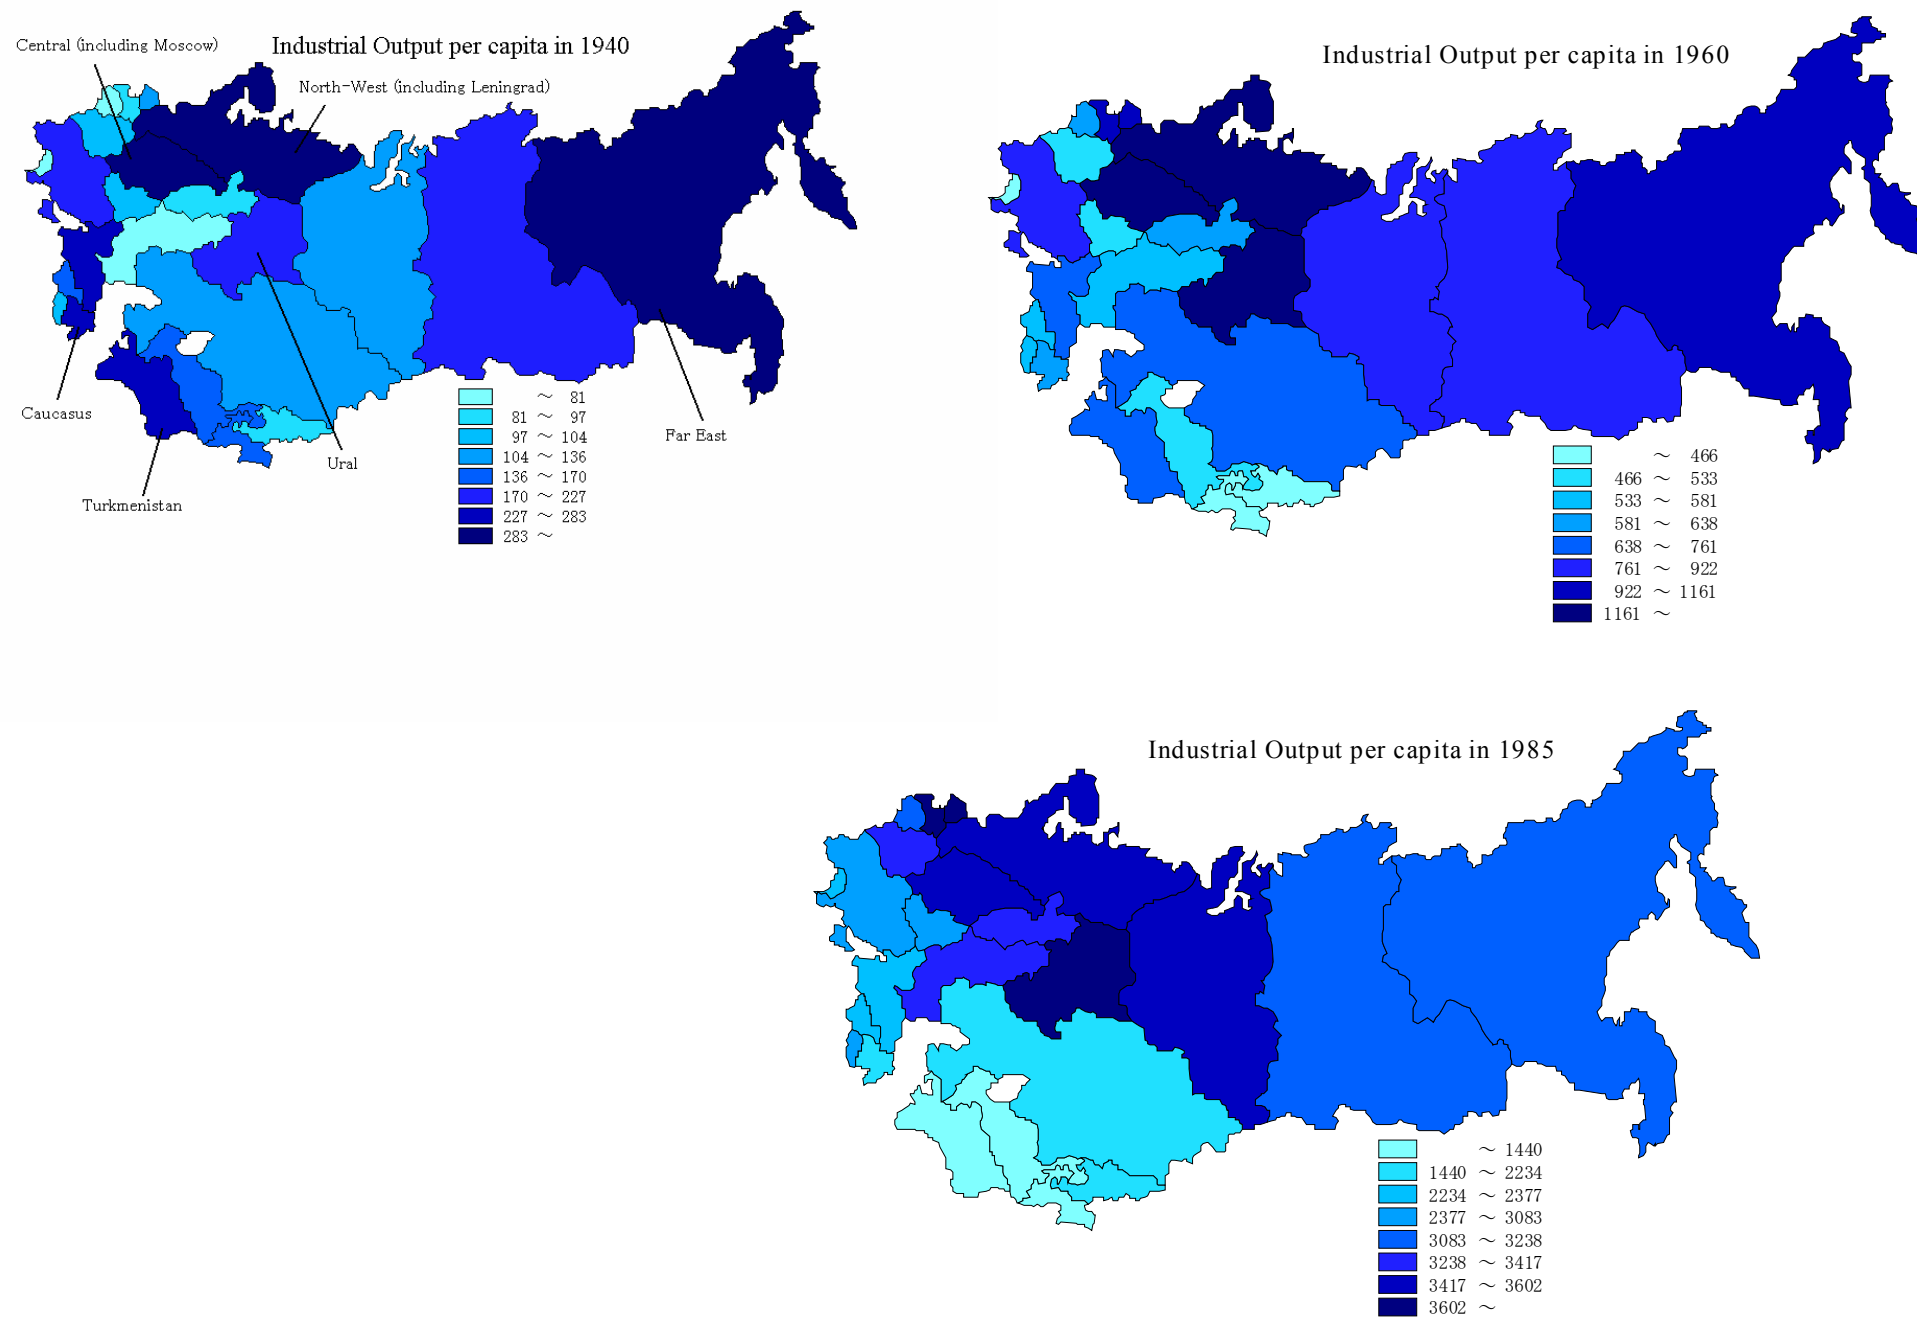 Industrial Output per capita in 1940
Central (including Moscow)
North-West (including Leningrad)
Caucasus
Turkmenistan
Ural
Far East
～ 81
81 ～ 97
97 ～ 104
104 ～ 136
136 ～ 170
170 ～ 227
227 ～ 283
283 ～
Industrial Output per capita in 1960
～ 466
466 ～ 533
533 ～ 581
581 ～ 638
638 ～ 761
761 ～ 922
922 ～ 1161
1161 ～
Industrial Output per capita in 1985
～ 1440
1440 ～ 2234
2234 ～ 2377
2377 ～ 3083
3083 ～ 3238
3238 ～ 3417
3417 ～ 3602
3602 ～